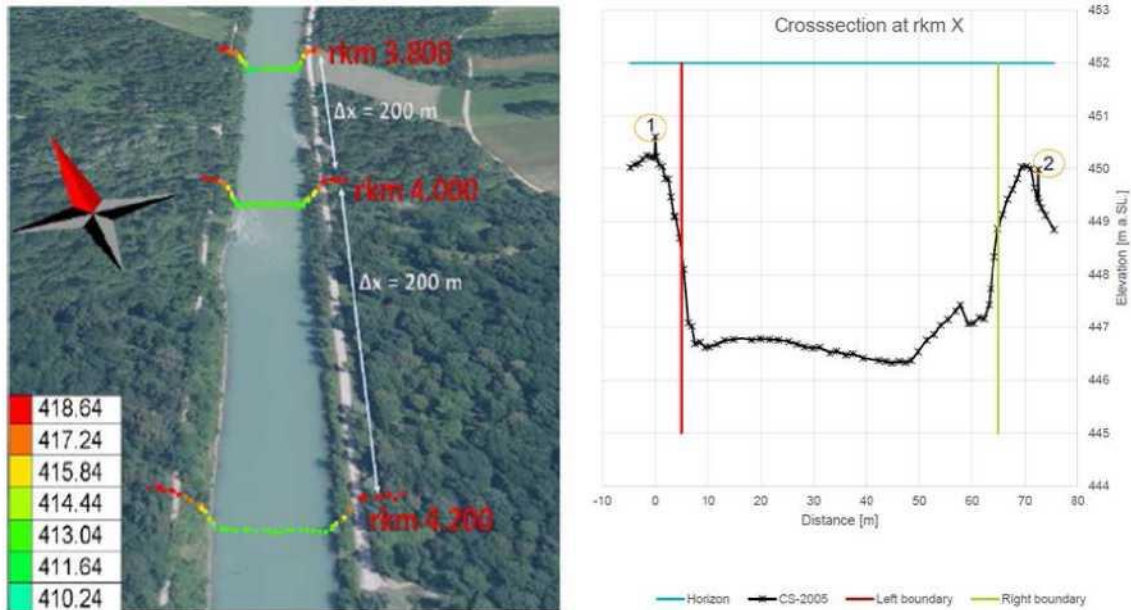 rkm 3.800
Δx = 200 m
rkm 4.000
Δx = 200 m
rkm 4.200
418.64
417.24
415.84
414.44
413.04
411.64
410.24
Crosssection at rkm X
1
2
453
452
451
450
449
448
447
446
445
444
Elevation [m a.SL.]
-10
0
10
20
30
40
50
60
70
80
Distance [m]
Horizon
CS-2005
Left boundary
Right boundary